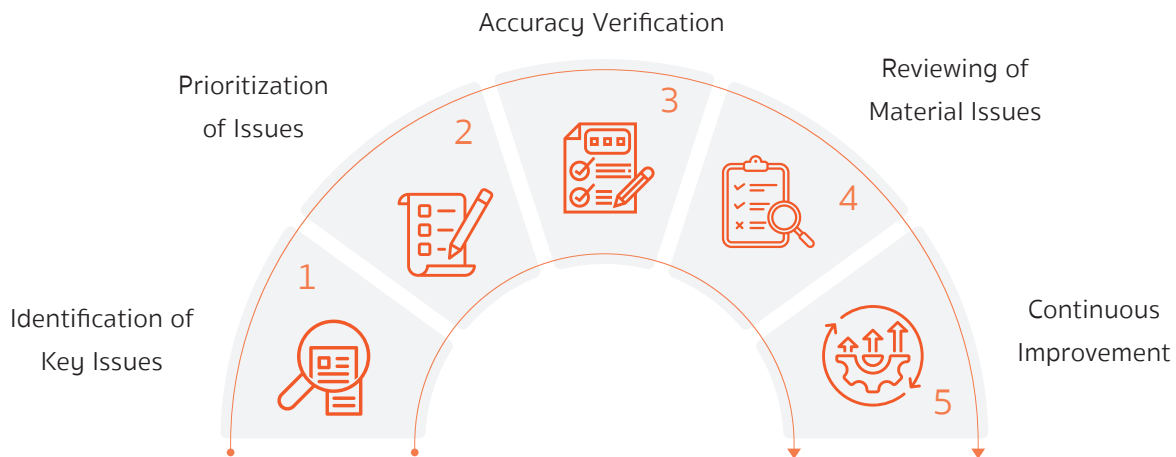 1
Identification of
Key Issues
2
Prioritization
of Issues
3
Accuracy Verification
4
Reviewing of
Material Issues
5
Continuous
Improvement